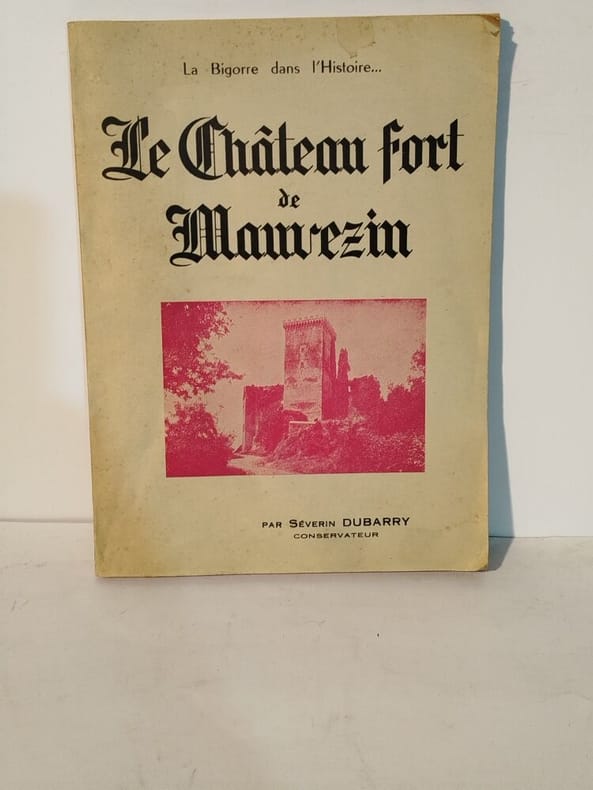 La Bigorre dans l'Histoire...
Le Château fort
de
Mauvezin
PAR SÉVERIN DUBARRY
CONSERVATEUR